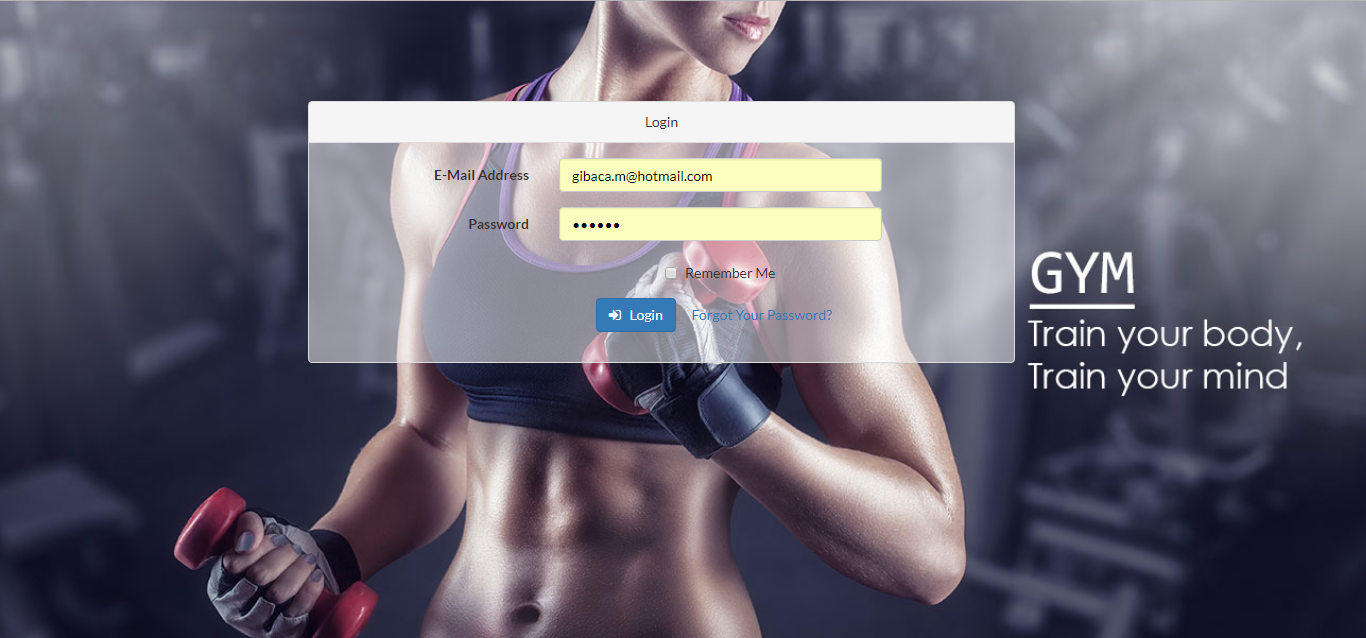 Login
E-Mail Address gibaca.m@hotmail.com
Password ••••••
Remember Me
Login Forgot Your Password?
GYM
Train your body,
Train your mind